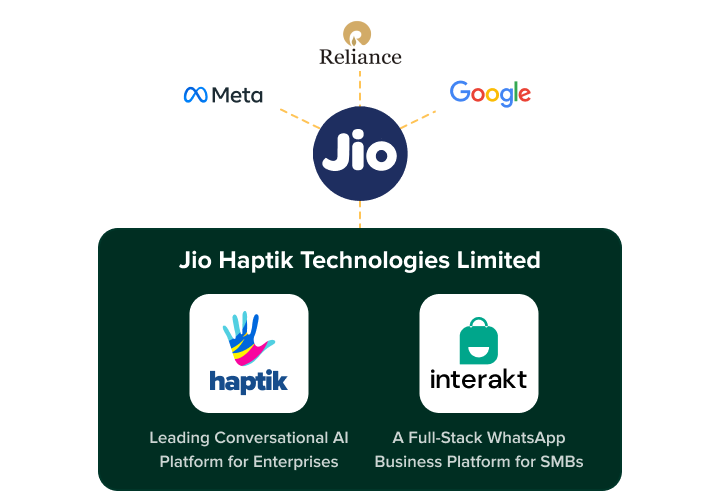 Reliance
Meta
Google
Jio
Jio Haptik Technologies Limited
haptik
interakt
Leading Conversational AI
Platform for Enterprises
A Full-Stack WhatsApp
Business Platform for SMBs